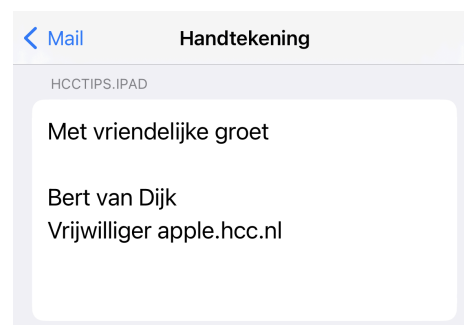 Mail Handtekening
HCCTIPS.IPAD
Met vriendelijke groet
Bert van Dijk
Vrijwilliger apple.hcc.nl